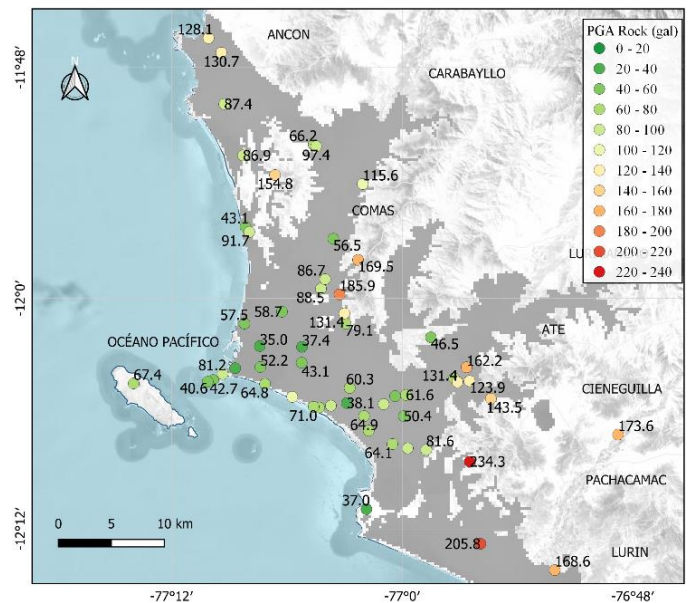 128.1
ANCON
130.7
CARABAYLLO
-11°48'
N
87.4
66.2
97.4
86.9
154.8
115.6
COMAS
43.1
91.7
56.5
169.5
86.7
185.9
88.5
-12°0'
57.5
58.7
131.4
79.1
OCÉANO PACÍFICO
35.0
37.4
46.5
ATE
52.2
43.1
162.2
67.4
81.2
131.4
123.9
CIENEGUILLA
40.6
42.7
64.8
60.3
61.6
143.5
71.0
38.1
50.4
64.9
173.6
64.1
81.6
234.3
PACHACAMAC
37.0
-12°12'
0 5 10 km
205.8
LURIN
168.6
-77°12'
-77°0'
-76°48'
PGA Rock (gal)
0 - 20
20 - 40
40 - 60
60 - 80
80 - 100
100 - 120
120 - 140
140 - 160
160 - 180
180 - 200
200 - 220
220 - 240